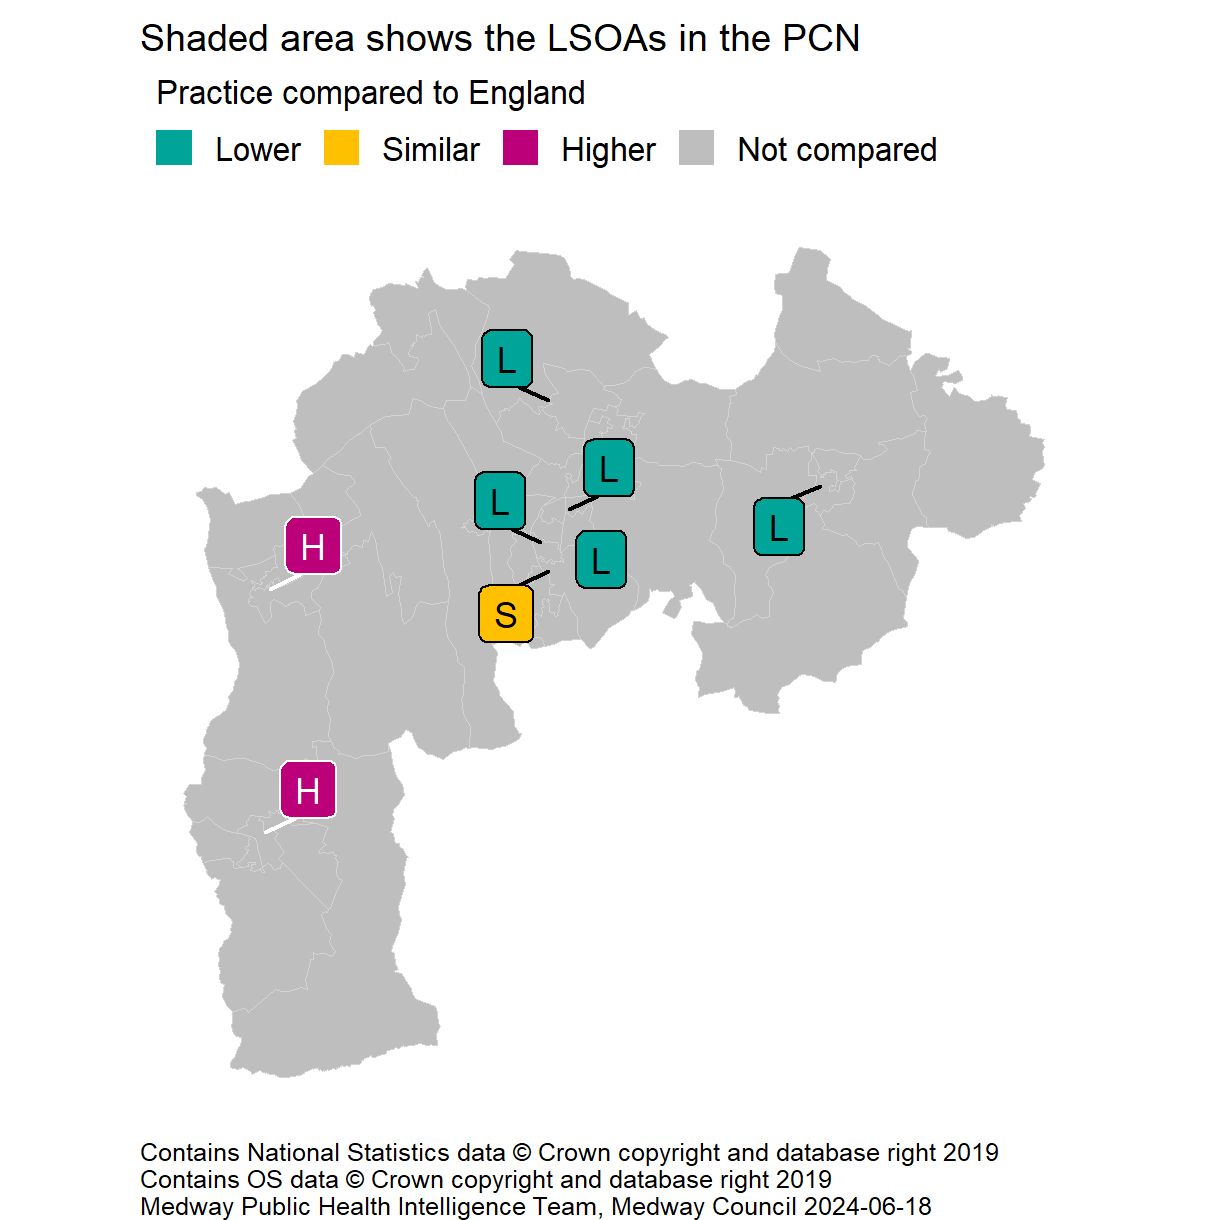 Shaded area shows the LSOAs in the PCN
Practice compared to England
Lower Similar Higher Not compared
L
L
L
L
H
L
S
H
Contains National Statistics data © Crown copyright and database right 2019
Contains OS data © Crown copyright and database right 2019
Medway Public Health Intelligence Team, Medway Council 2024-06-18